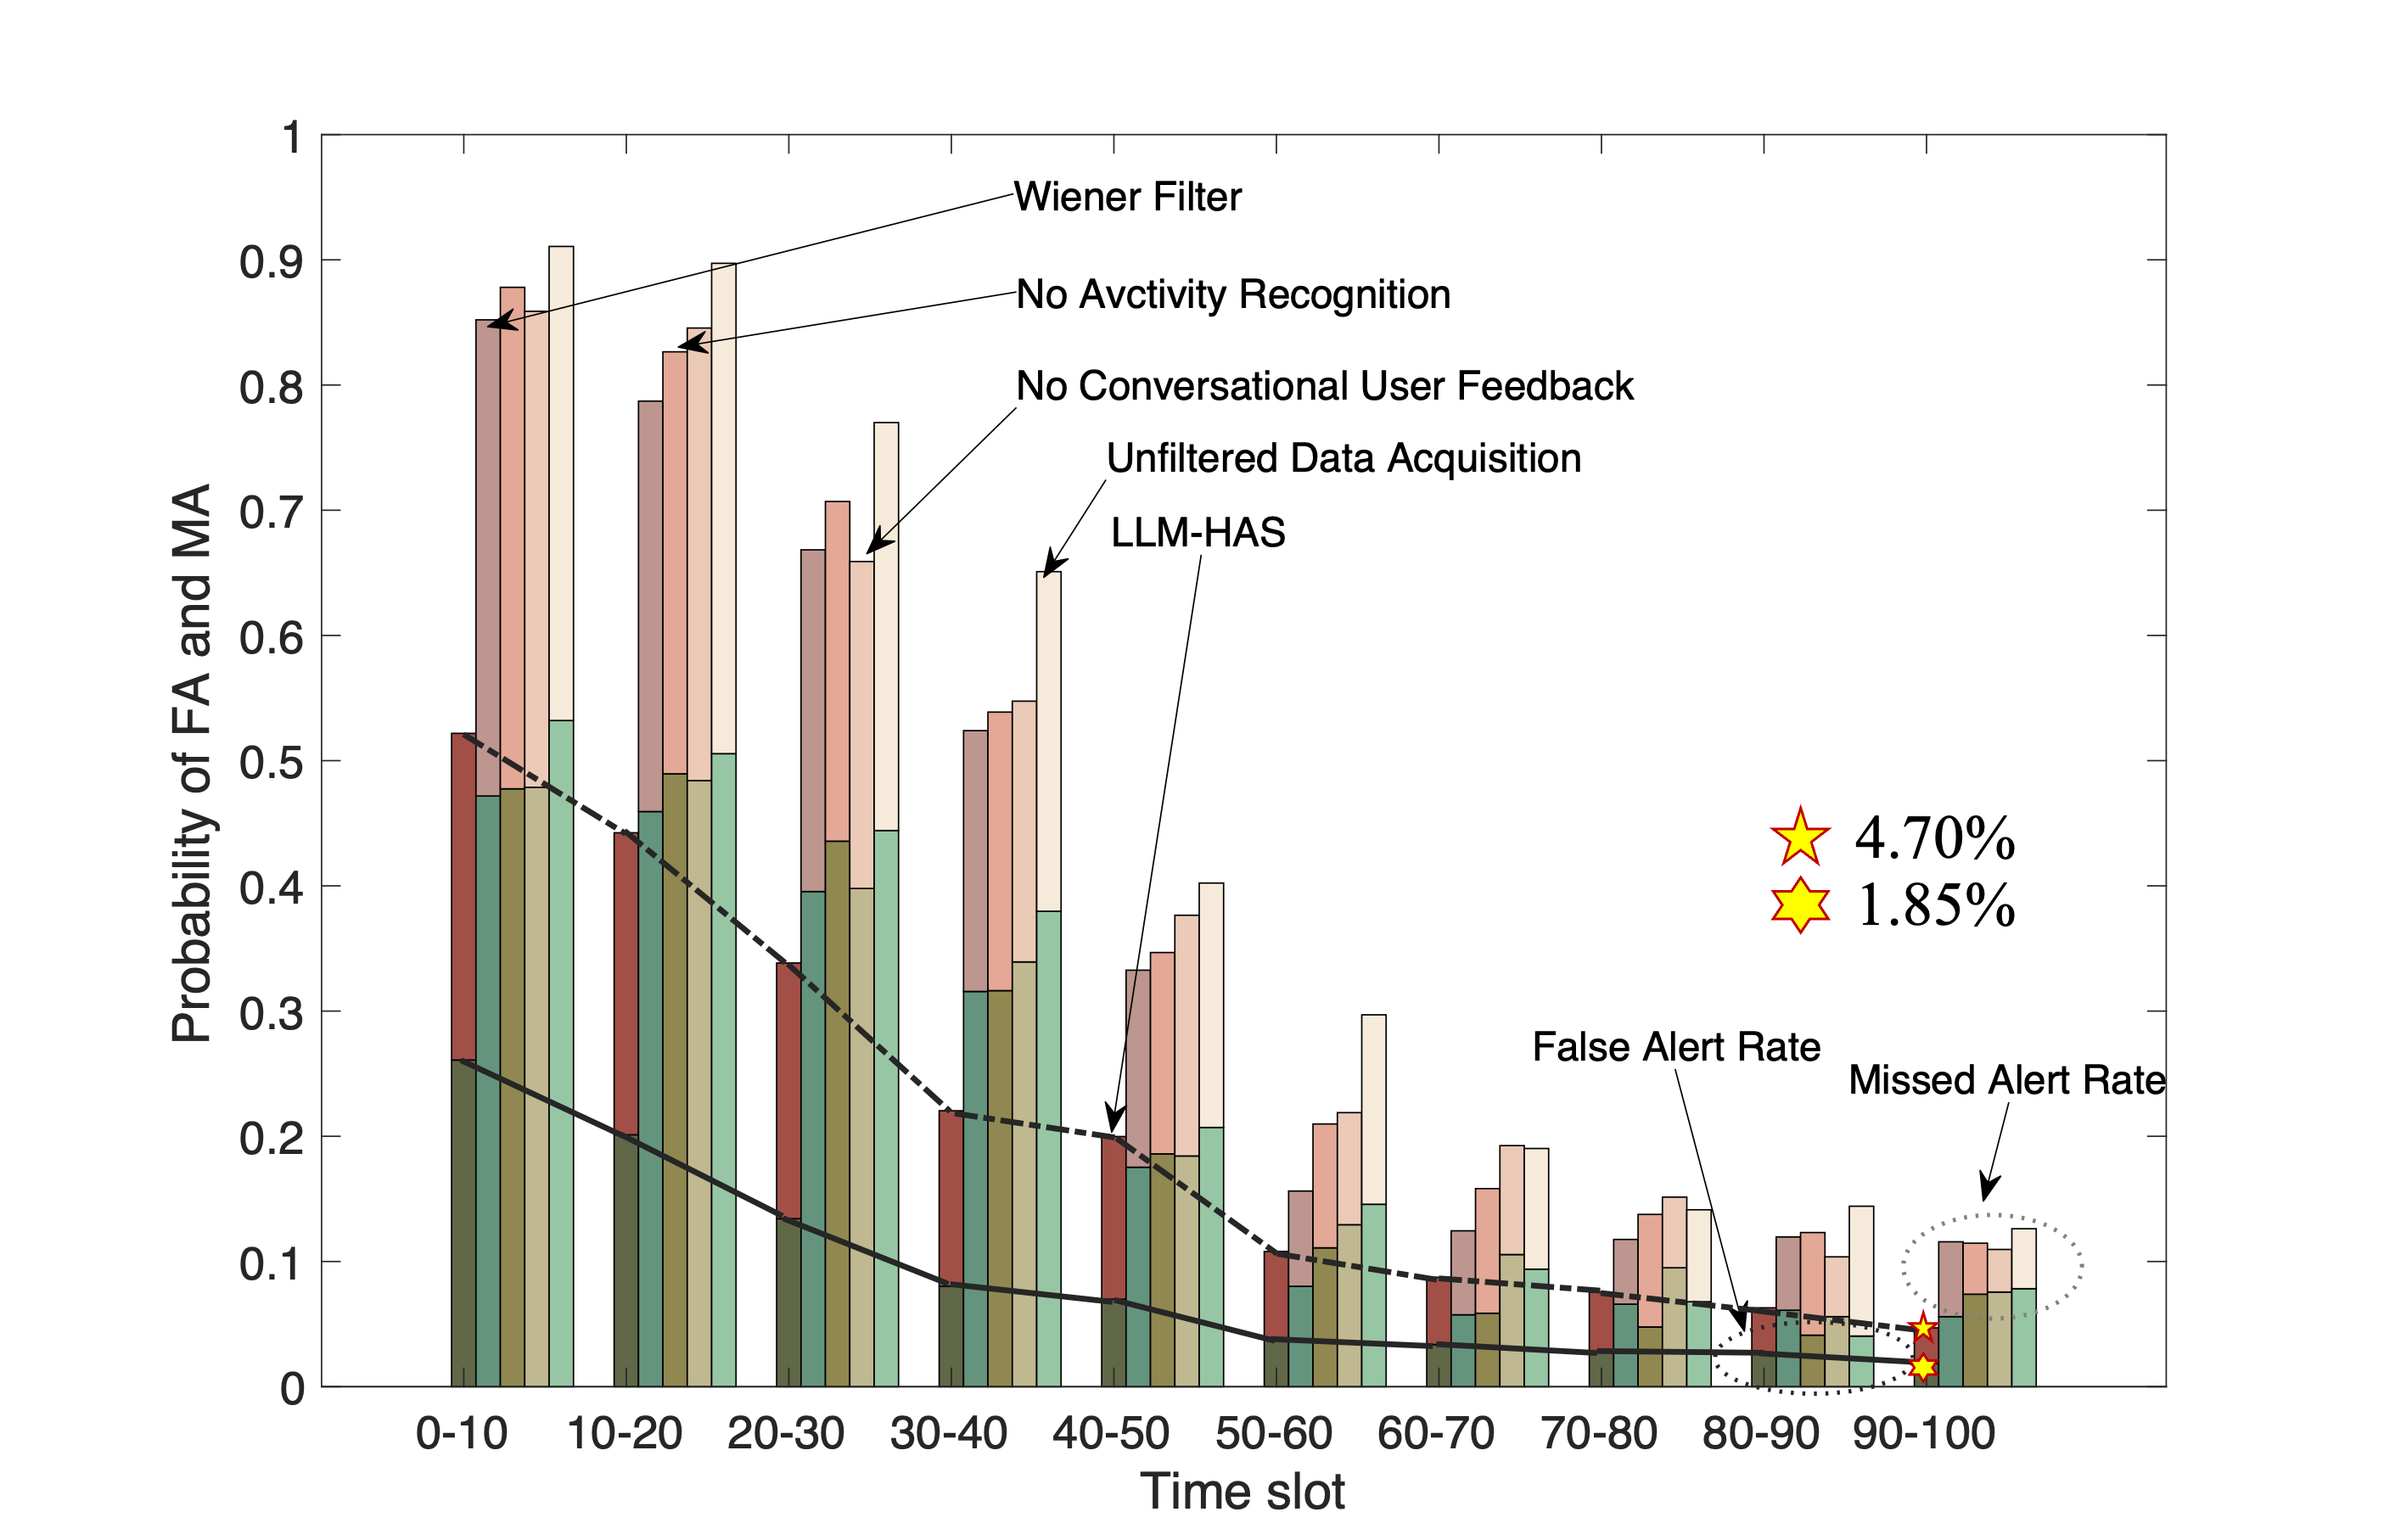 1
0.9
0.8
0.7
0.6
0.5
0.4
0.3
0.2
0.1
0
Probability of FA and MA
Wiener Filter
No Avctivity Recognition
No Conversational User Feedback
Unfiltered Data Acquisition
LLM-HAS
4.70%
1.85%
False Alert Rate
Missed Alert Rate
0-10 10-20 20-30 30-40 40-50 50-60 60-70 70-80 80-90 90-100
Time slot